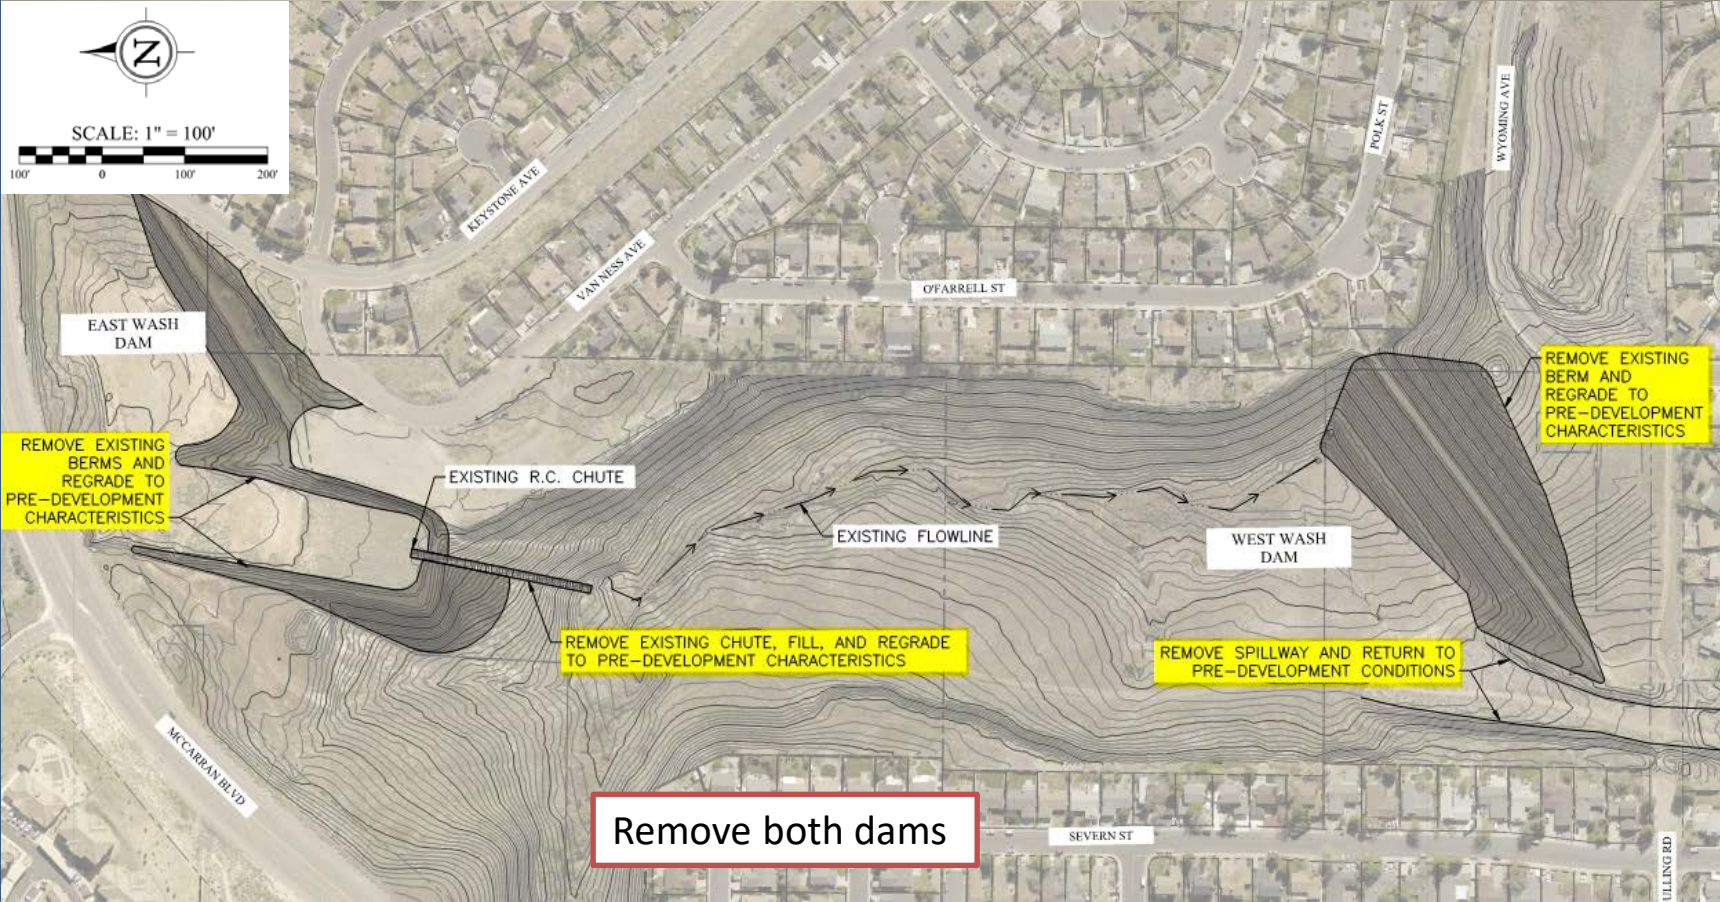 N
SCALE: 1" = 100'
100'
0
100'
200'
KEYSTONE AVE
VAN NESS AVE
O'FARRELL ST
POLK ST
WYOMING AVE
EAST WASH
DAM
REMOVE EXISTING
BERM AND
REGRADE TO
PRE-DEVELOPMENT
CHARACTERISTICS
REMOVE EXISTING
BERMS AND
REGRADE TO
PRE-DEVELOPMENT
CHARACTERISTICS
EXISTING R.C. CHUTE
EXISTING FLOWLINE
WEST WASH
DAM
REMOVE EXISTING CHUTE, FILL, AND REGRADE
TO PRE-DEVELOPMENT CHARACTERISTICS
REMOVE SPILLWAY AND RETURN TO
PRE-DEVELOPMENT CONDITIONS
MCCARRAN BLVD
Remove both dams
SEVERN ST
ULLING RD